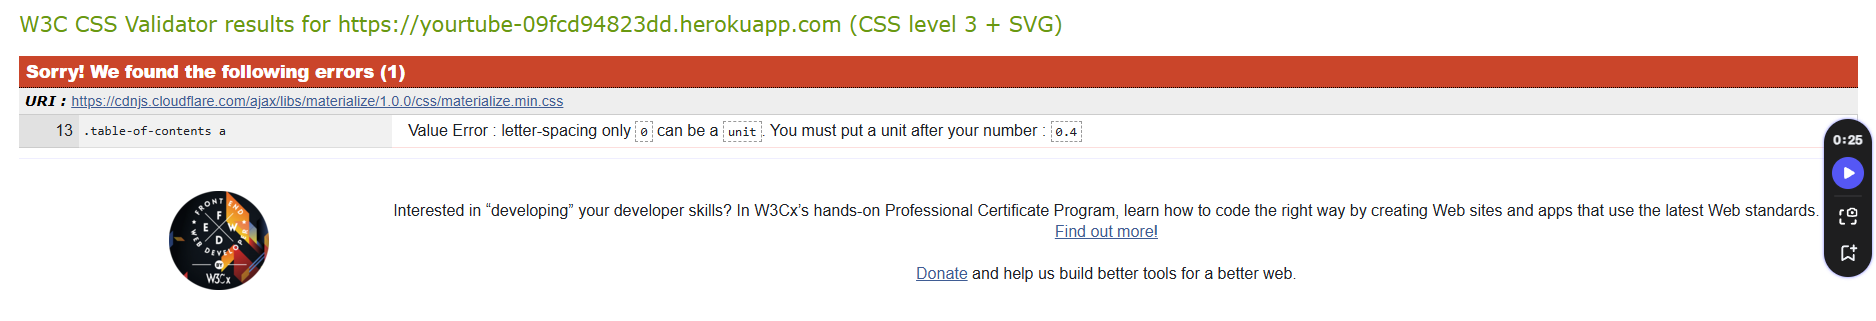 W3C CSS Validator results for https://yourtube-09fcd94823dd.herokuapp.com (CSS level 3 + SVG)
Sorry! We found the following errors (1)
URI : https://cdnjs.cloudflare.com/ajax/libs/materialize/1.0.0/css/materialize.min.css
13 .table-of-contents a Value Error : letter-spacing only 0 can be a unit. You must put a unit after your number : 0.4
0:25
FRONT END
WEB DEVELOPER
F E W D
BY
W3Cx
Interested in “developing” your developer skills? In W3Cx’s hands-on Professional Certificate Program, learn how to code the right way by creating Web sites and apps that use the latest Web standards.
Find out more!
Donate and help us build better tools for a better web.